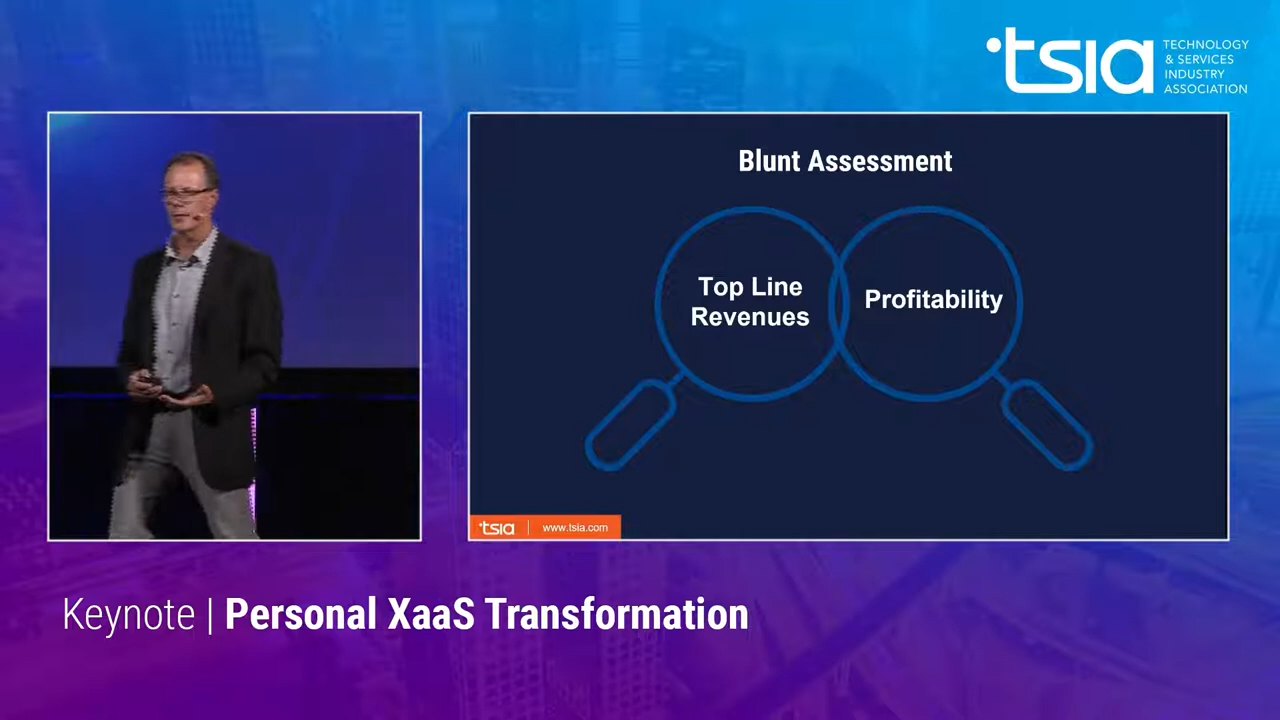 tsia
TECHNOLOGY
& SERVICES
INDUSTRY
ASSOCIATION
Blunt Assessment
Top Line
Revenues
Profitability
tsia | www.tsia.com
Keynote | Personal XaaS Transformation